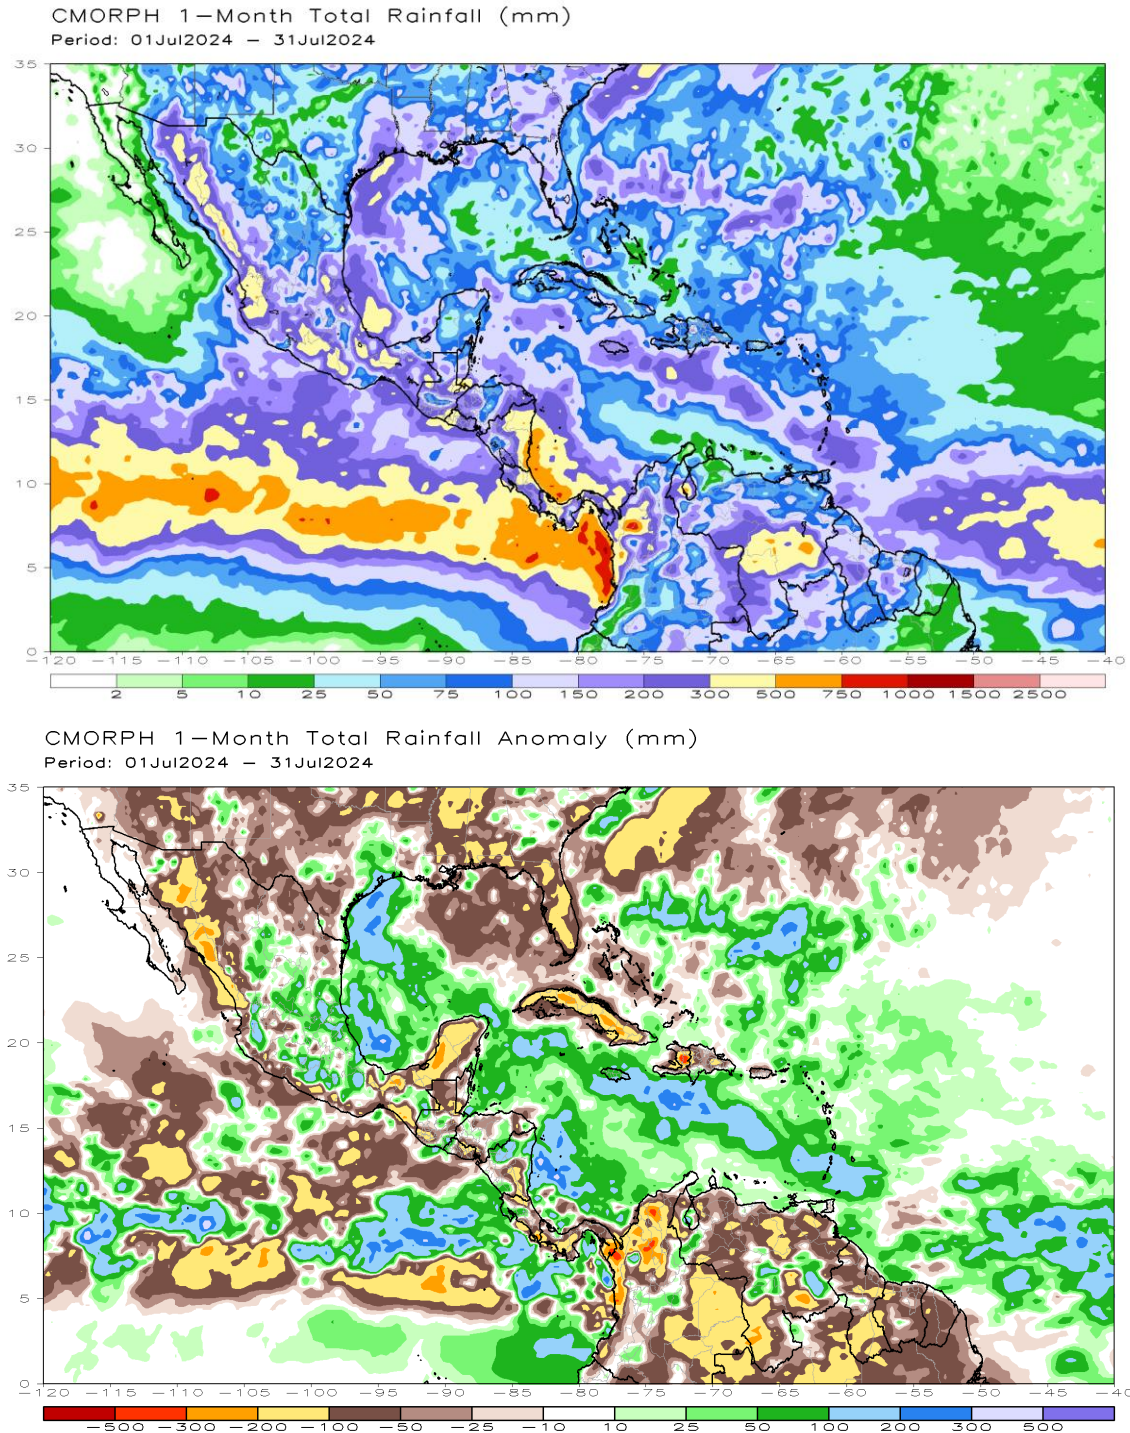 CMORPH 1-Month Total Rainfall (mm)
Period: 01Jul2024 - 31Jul2024
35
30
25
20
15
10
5
0
-120 -115 -110 -105 -100 -95 -90 -85 -80 -75 -70 -65 -60 -55 -50 -45 -40
2 5 10 25 50 75 100 150 200 300 500 750 1000 1500 2500
CMORPH 1-Month Total Rainfall Anomaly (mm)
Period: 01Jul2024 - 31Jul2024
35
30
25
20
15
10
5
0
-120 -115 -110 -105 -100 -95 -90 -85 -80 -75 -70 -65 -60 -55 -50 -45 -40
-500 -300 -200 -100 -50 -25 -10 10 25 50 100 200 300 500